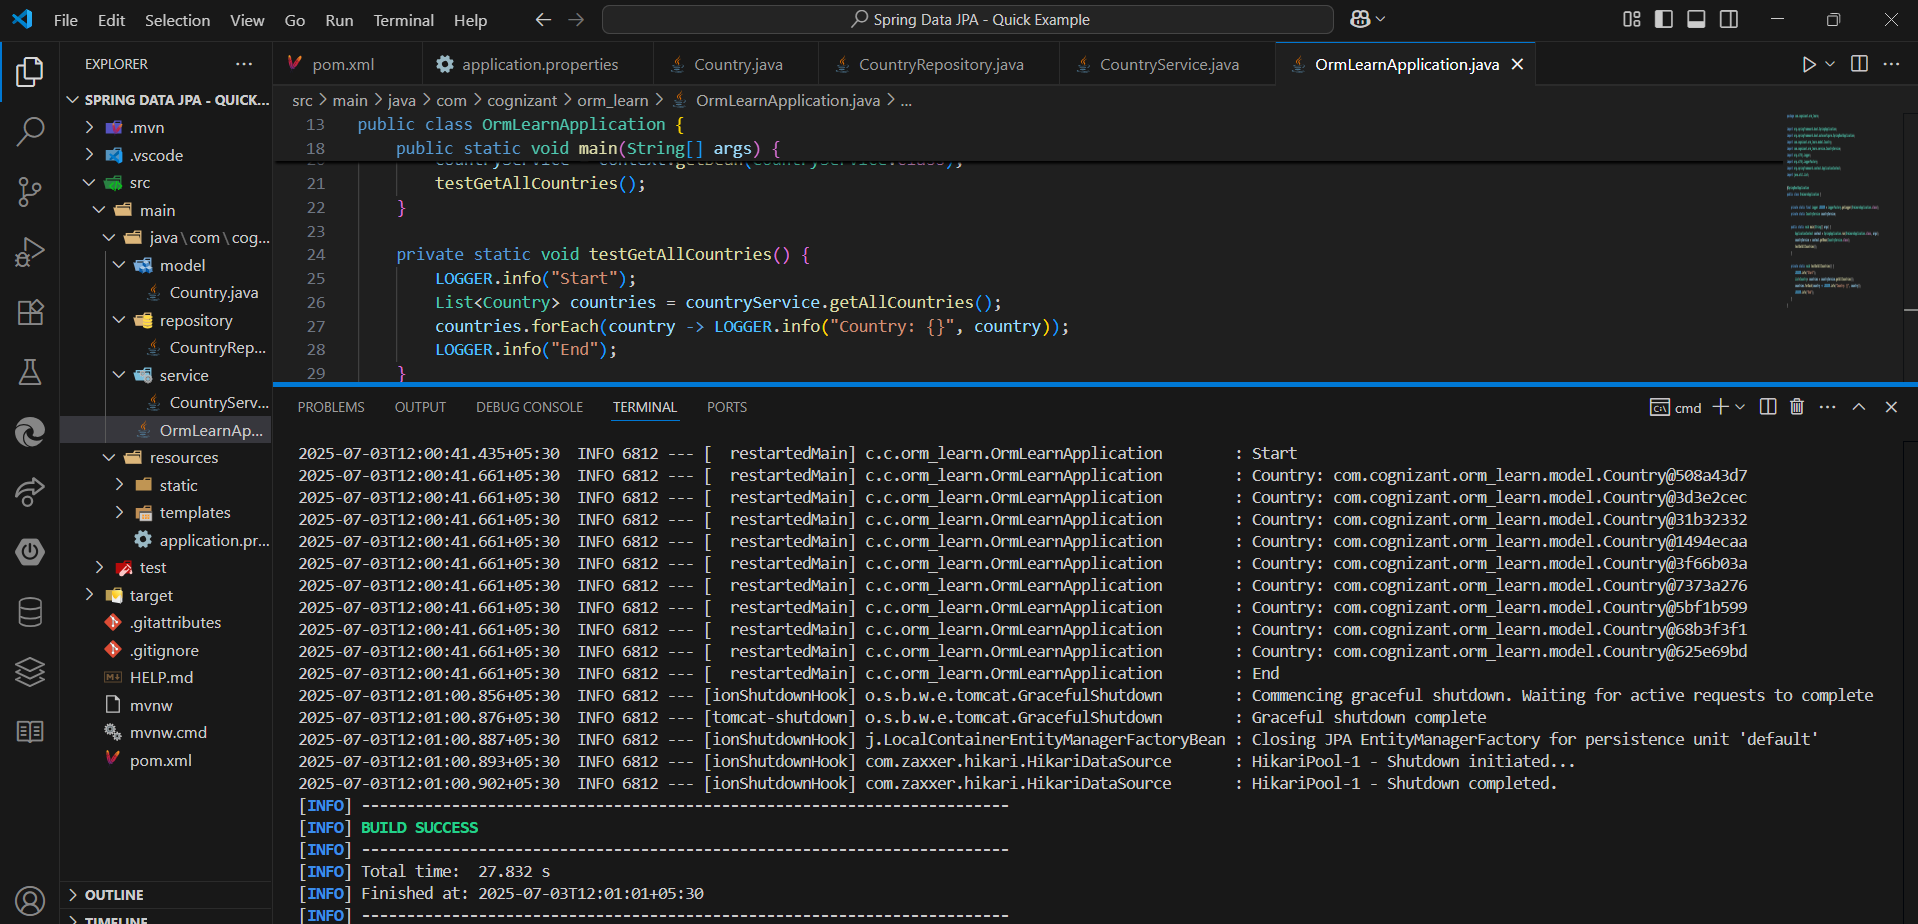 File Edit Selection View Go Run Terminal Help
Spring Data JPA - Quick Example
EXPLORER
SPRING DATA JPA - QUICK...
.mvn
.vscode
src
main
java\com\cog...
model
Country.java
repository
CountryRep...
service
CountryServ...
OrmLearnAp...
resources
static
templates
application.pr...
test
target
.gitattributes
.gitignore
HELP.md
mvnw
mvnw.cmd
pom.xml
OUTLINE
TIMELINE
pom.xml application.properties Country.java CountryRepository.java CountryService.java OrmLearnApplication.java
src > main > java > com > cognizant > orm_learn > OrmLearnApplication.java > ...
13 public class OrmLearnApplication {
18 public static void main(String[] args) {
20 countryService = context.getBean(CountryService.class);
21 testGetAllCountries();
22 }
23
24 private static void testGetAllCountries() {
25 LOGGER.info("Start");
26 List<Country> countries = countryService.getAllCountries();
27 countries.forEach(country -> LOGGER.info("Country: {}", country));
28 LOGGER.info("End");
29 }
PROBLEMS OUTPUT DEBUG CONSOLE TERMINAL PORTS
cmd
2025-07-03T12:00:41.435+05:30  INFO 6812 --- [  restartedMain] c.c.orm_learn.OrmLearnApplication        : Start
2025-07-03T12:00:41.661+05:30  INFO 6812 --- [  restartedMain] c.c.orm_learn.OrmLearnApplication        : Country: com.cognizant.orm_learn.model.Country@508a43d7
2025-07-03T12:00:41.661+05:30  INFO 6812 --- [  restartedMain] c.c.orm_learn.OrmLearnApplication        : Country: com.cognizant.orm_learn.model.Country@3d3e2cec
2025-07-03T12:00:41.661+05:30  INFO 6812 --- [  restartedMain] c.c.orm_learn.OrmLearnApplication        : Country: com.cognizant.orm_learn.model.Country@31b32332
2025-07-03T12:00:41.661+05:30  INFO 6812 --- [  restartedMain] c.c.orm_learn.OrmLearnApplication        : Country: com.cognizant.orm_learn.model.Country@1494ecaa
2025-07-03T12:00:41.661+05:30  INFO 6812 --- [  restartedMain] c.c.orm_learn.OrmLearnApplication        : Country: com.cognizant.orm_learn.model.Country@3f66b03a
2025-07-03T12:00:41.661+05:30  INFO 6812 --- [  restartedMain] c.c.orm_learn.OrmLearnApplication        : Country: com.cognizant.orm_learn.model.Country@7373a276
2025-07-03T12:00:41.661+05:30  INFO 6812 --- [  restartedMain] c.c.orm_learn.OrmLearnApplication        : Country: com.cognizant.orm_learn.model.Country@5bf1b599
2025-07-03T12:00:41.661+05:30  INFO 6812 --- [  restartedMain] c.c.orm_learn.OrmLearnApplication        : Country: com.cognizant.orm_learn.model.Country@68b3f3f1
2025-07-03T12:00:41.661+05:30  INFO 6812 --- [  restartedMain] c.c.orm_learn.OrmLearnApplication        : Country: com.cognizant.orm_learn.model.Country@625e69bd
2025-07-03T12:00:41.661+05:30  INFO 6812 --- [  restartedMain] c.c.orm_learn.OrmLearnApplication        : End
2025-07-03T12:01:00.856+05:30  INFO 6812 --- [ionShutdownHook] o.s.b.w.e.tomcat.GracefulShutdown        : Commencing graceful shutdown. Waiting for active requests to complete
2025-07-03T12:01:00.876+05:30  INFO 6812 --- [tomcat-shutdown] o.s.b.w.e.tomcat.GracefulShutdown        : Graceful shutdown complete
2025-07-03T12:01:00.887+05:30  INFO 6812 --- [ionShutdownHook] j.LocalContainerEntityManagerFactoryBean : Closing JPA EntityManagerFactory for persistence unit 'default'
2025-07-03T12:01:00.893+05:30  INFO 6812 --- [ionShutdownHook] com.zaxxer.hikari.HikariDataSource       : HikariPool-1 - Shutdown initiated...
2025-07-03T12:01:00.902+05:30  INFO 6812 --- [ionShutdownHook] com.zaxxer.hikari.HikariDataSource       : HikariPool-1 - Shutdown completed.
[INFO] ------------------------------------------------------------------------
[INFO] BUILD SUCCESS
[INFO] ------------------------------------------------------------------------
[INFO] Total time:  27.832 s
[INFO] Finished at: 2025-07-03T12:01:01+05:30
[INFO] ------------------------------------------------------------------------